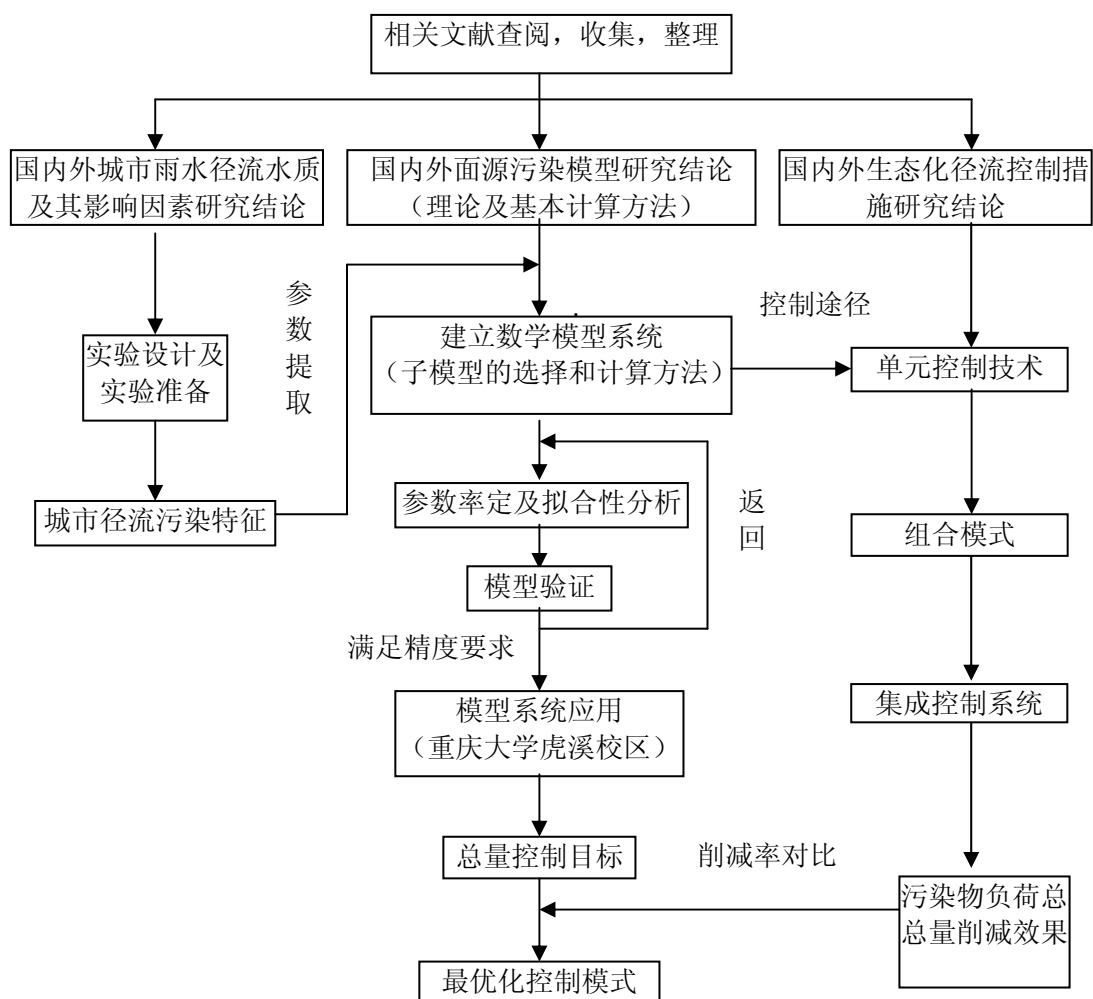 相关文献查阅，收集，整理
国内外城市雨水径流水质
及其影响因素研究结论
国内外面源污染模型研究结论
（理论及基本计算方法）
国内外生态化径流控制措
施研究结论
参
数
提
取
控制途径
实验设计及
实验准备
建立数学模型系统
（子模型的选择和计算方法）
单元控制技术
城市径流污染特征
参数率定及拟合性分析
返
回
组合模式
模型验证
满足精度要求
模型系统应用
（重庆大学虎溪校区）
集成控制系统
总量控制目标
削减率对比
污染物负荷总
总量削减效果
最优化控制模式